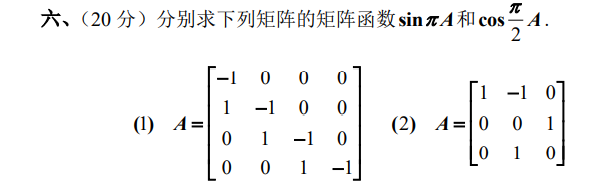 六、(20 分) 分别求下列矩阵的矩阵函数 sin πA 和 cos π/2 A.
(1) A = [−1 0 0 0; 1 −1 0 0; 0 1 −1 0; 0 0 1 −1] (2) A = [1 −1 0; 0 0 1; 0 1 0]